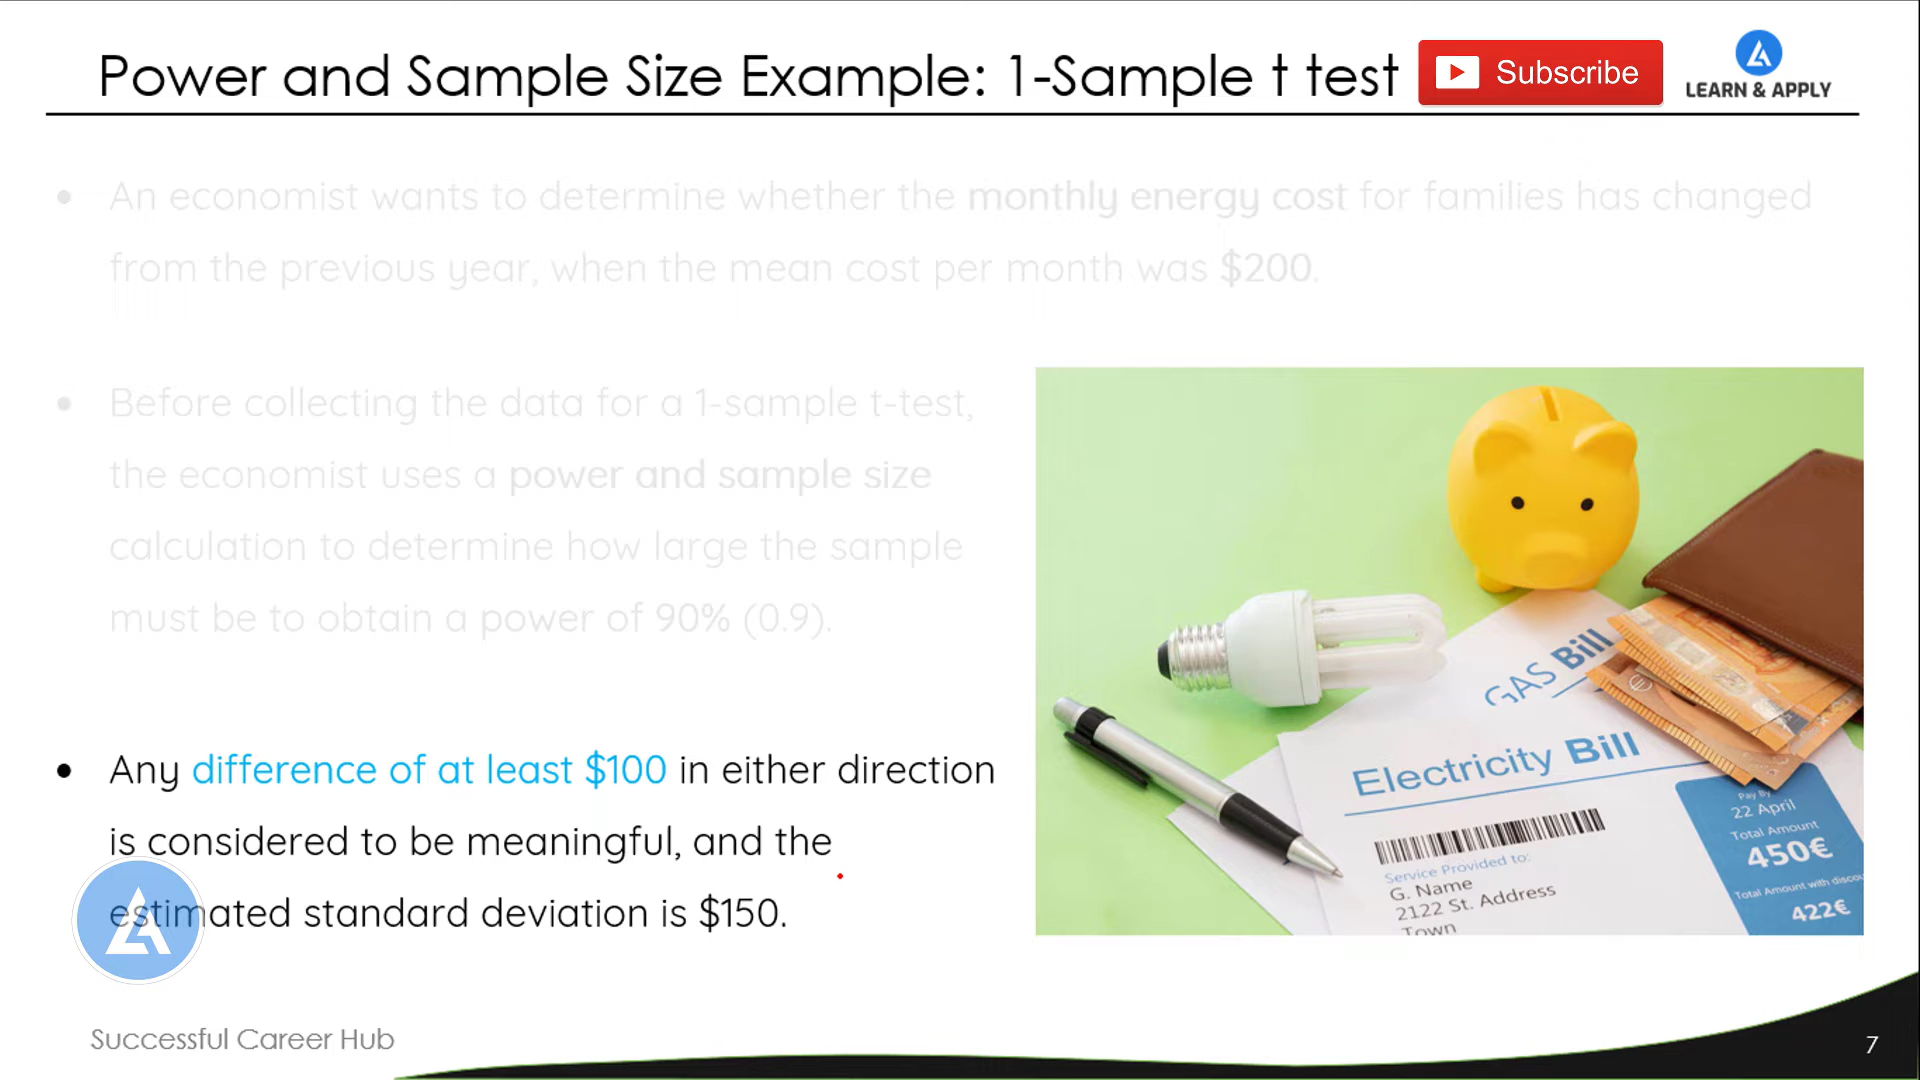 Power and Sample Size Example: 1-Sample t test
Subscribe
LEARN & APPLY
• An economist wants to determine whether the monthly energy cost for families has changed
from the previous year, when the mean cost per month was $200.
• Before collecting the data for a 1-sample t-test,
the economist uses a power and sample size
calculation to determine how large the sample
must be to obtain a power of 90% (0.9).
• Any difference of at least $100 in either direction
is considered to be meaningful, and the
estimated standard deviation is $150.
GAS Bill
Electricity Bill
Pay By
22 April
Total Amount
450€
Total Amount with
422€
Service Provided to:
G. Name
2122 St. Address
Town
Successful Career Hub
7